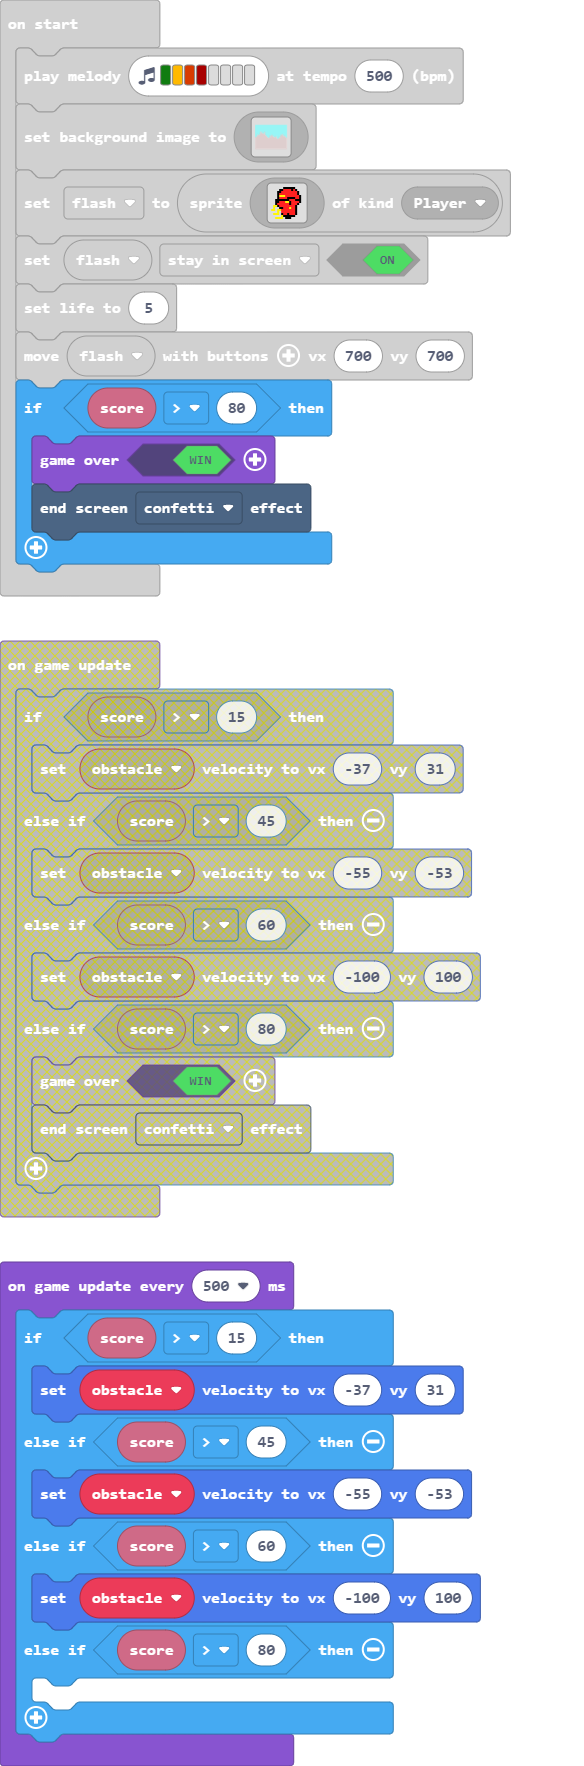 on start
play melody at tempo 500 (bpm)
set background image to
set flash to sprite of kind Player
set flash stay in screen ON
set life to 5
move flash with buttons vx 700 vy 700
if score > 80 then
game over WIN
end screen confetti effect
on game update
if score > 15 then
set obstacle velocity to vx -37 vy 31
else if score > 45 then
set obstacle velocity to vx -55 vy -53
else if score > 60 then
set obstacle velocity to vx -100 vy 100
else if score > 80 then
game over WIN
end screen confetti effect
on game update every 500 ms
if score > 15 then
set obstacle velocity to vx -37 vy 31
else if score > 45 then
set obstacle velocity to vx -55 vy -53
else if score > 60 then
set obstacle velocity to vx -100 vy 100
else if score > 80 then